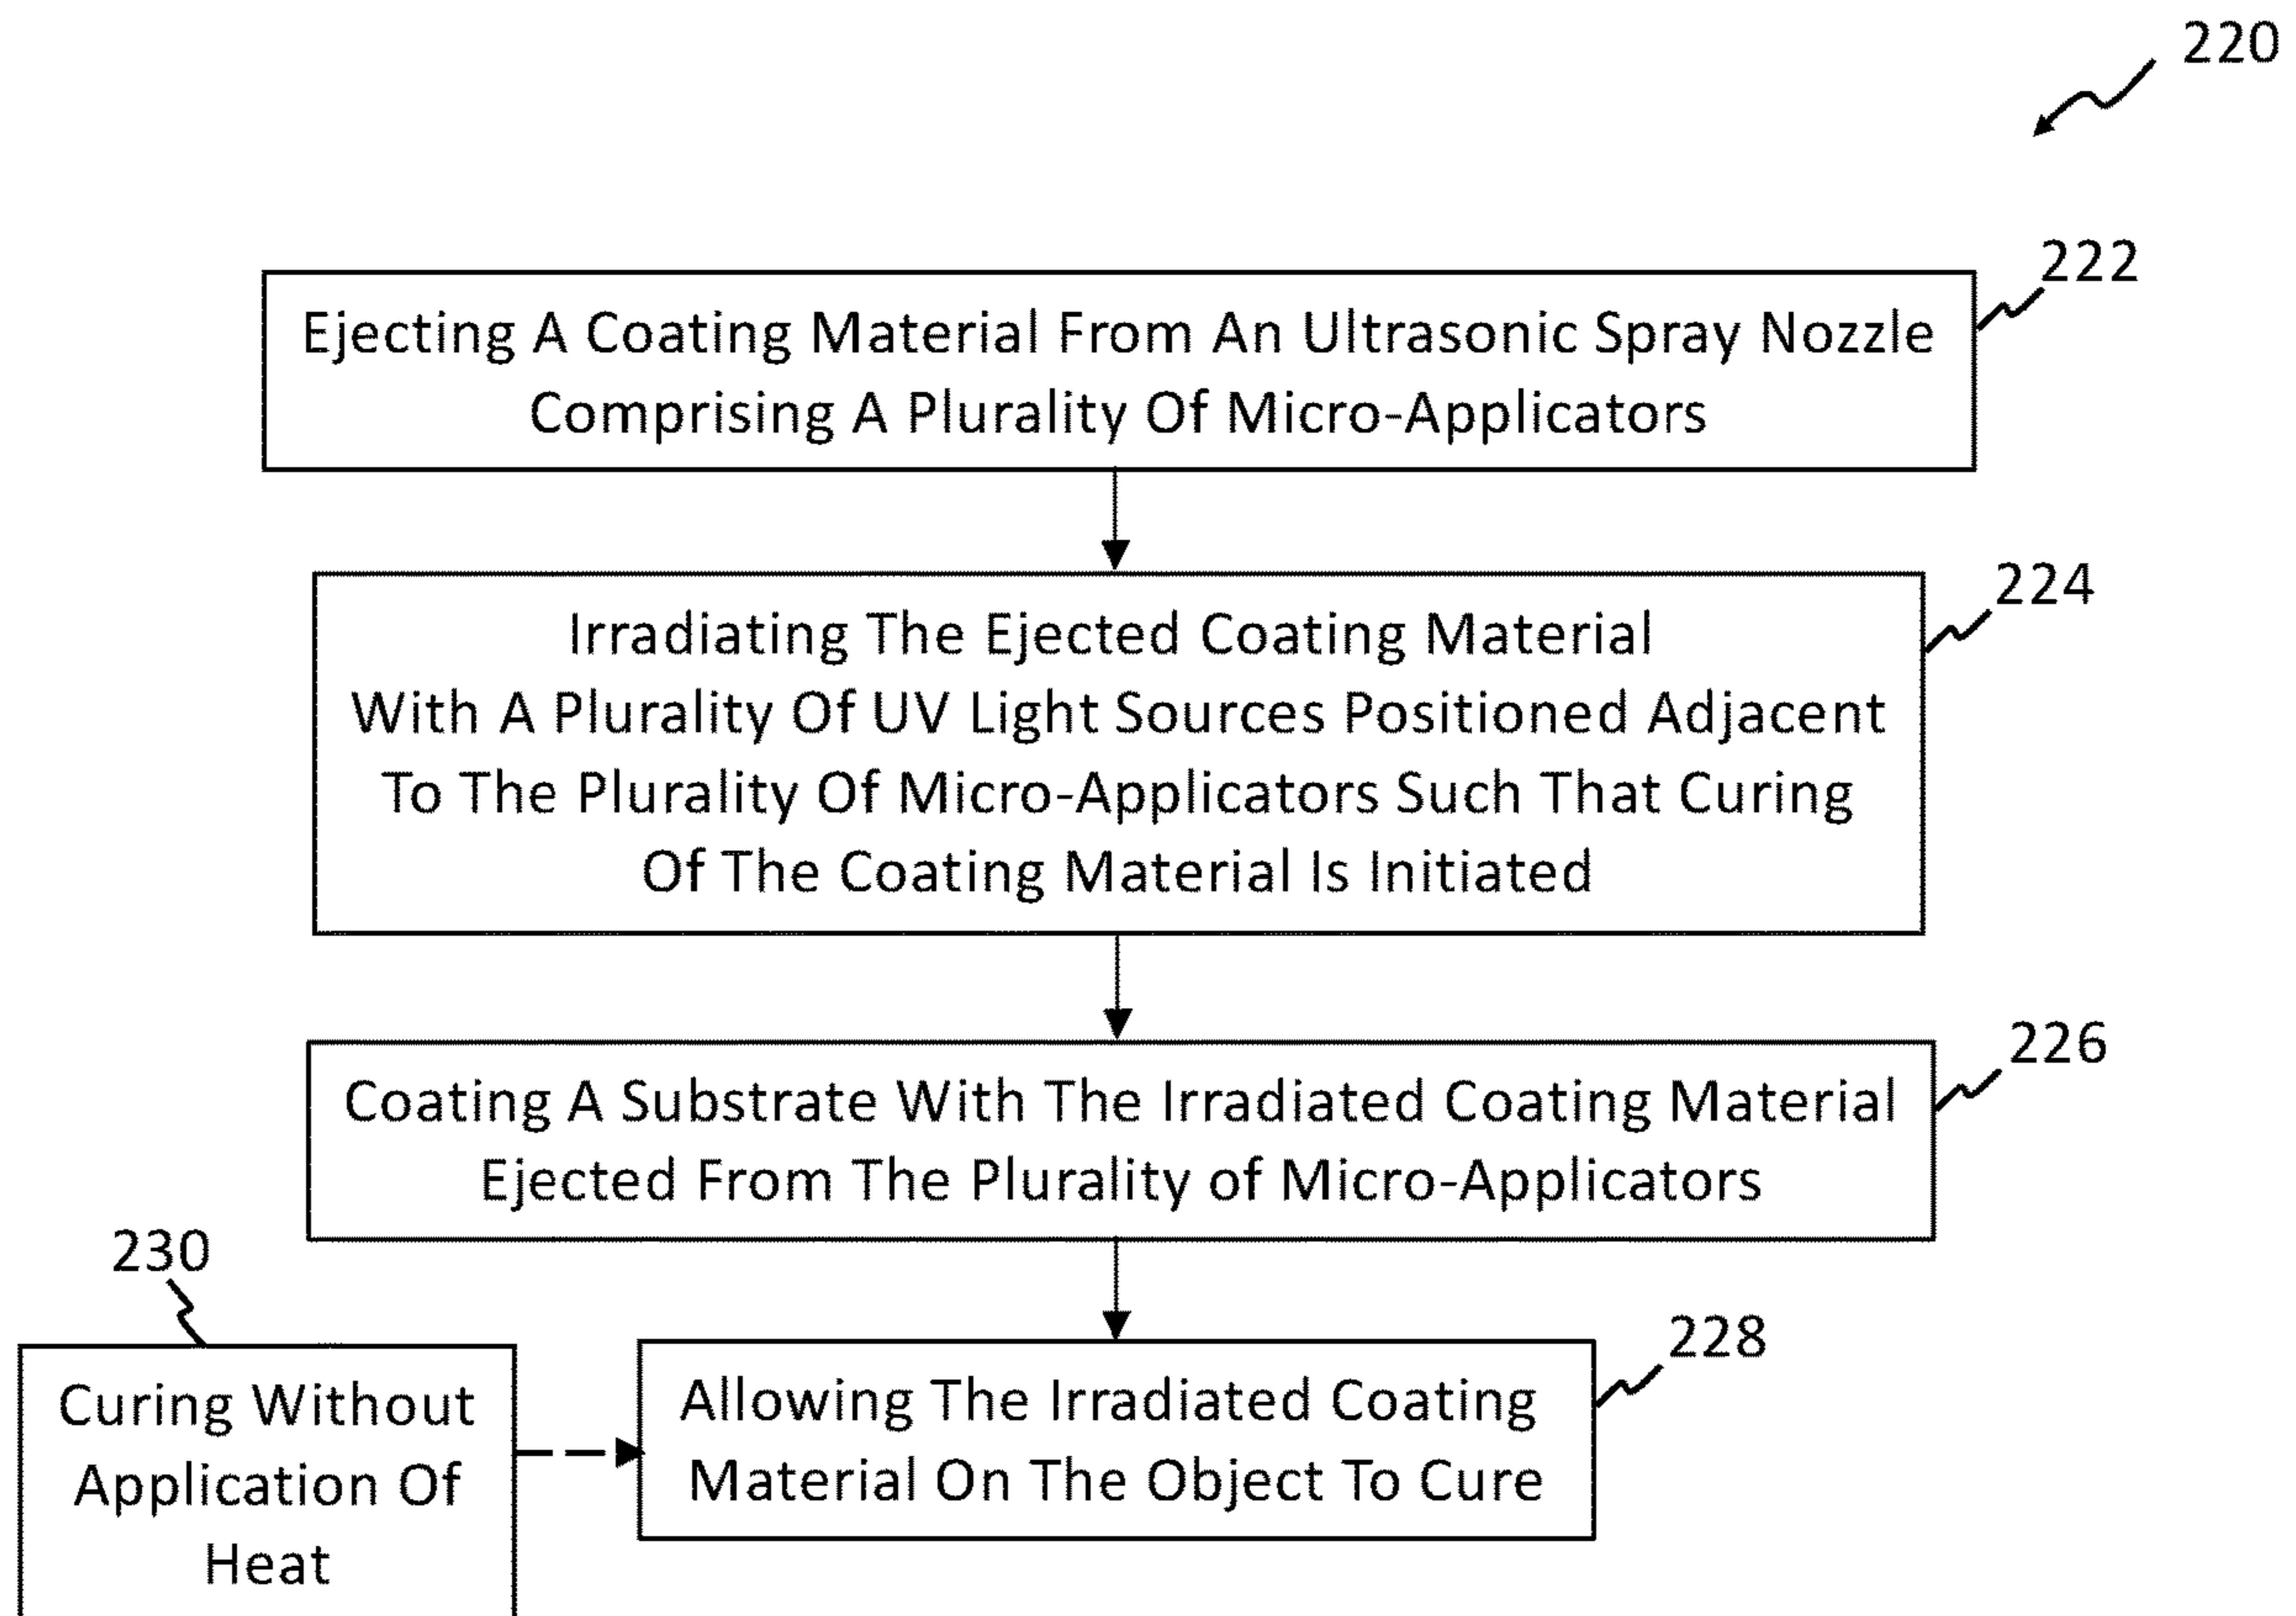 220
222
Ejecting A Coating Material From An Ultrasonic Spray Nozzle
Comprising A Plurality Of Micro-Applicators
224
Irradiating The Ejected Coating Material
With A Plurality Of UV Light Sources Positioned Adjacent
To The Plurality Of Micro-Applicators Such That Curing
Of The Coating Material Is Initiated
226
Coating A Substrate With The Irradiated Coating Material
Ejected From The Plurality of Micro-Applicators
230
Curing Without
Application Of
Heat
228
Allowing The Irradiated Coating
Material On The Object To Cure